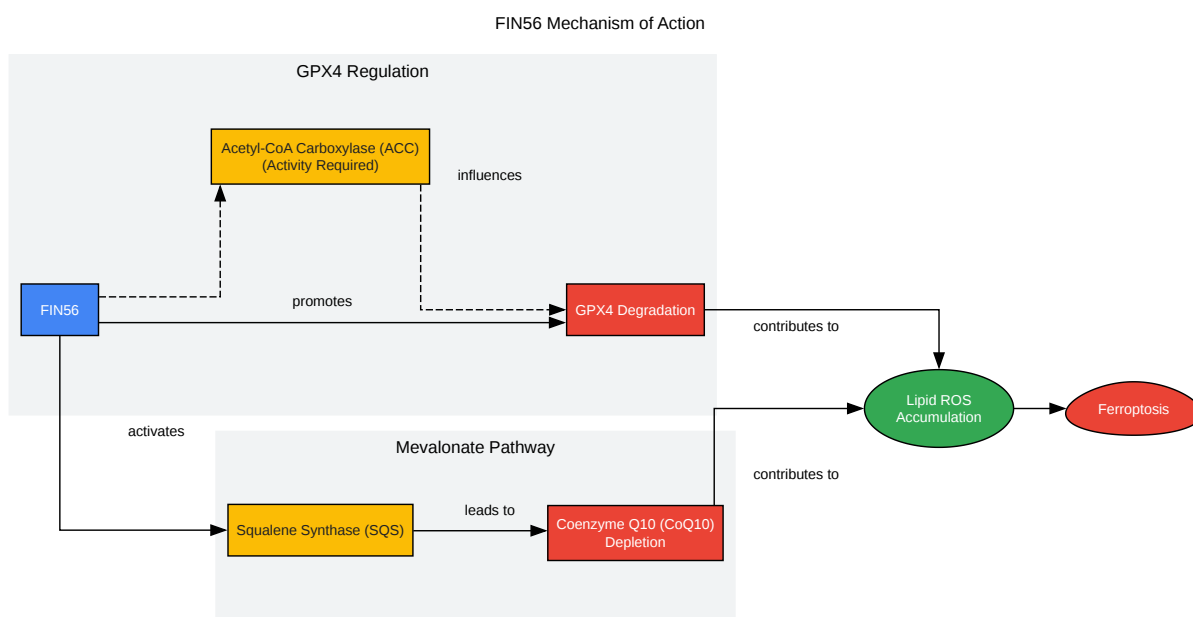 FIN56 Mechanism of Action
GPX4 Regulation
Acetyl-CoA Carboxylase (ACC)
(Activity Required)
influences
FIN56
promotes
GPX4 Degradation
contributes to
Lipid ROS
Accumulation
Ferroptosis
activates
Mevalonate Pathway
contributes to
Squalene Synthase (SQS)
leads to
Coenzyme Q10 (CoQ10)
Depletion